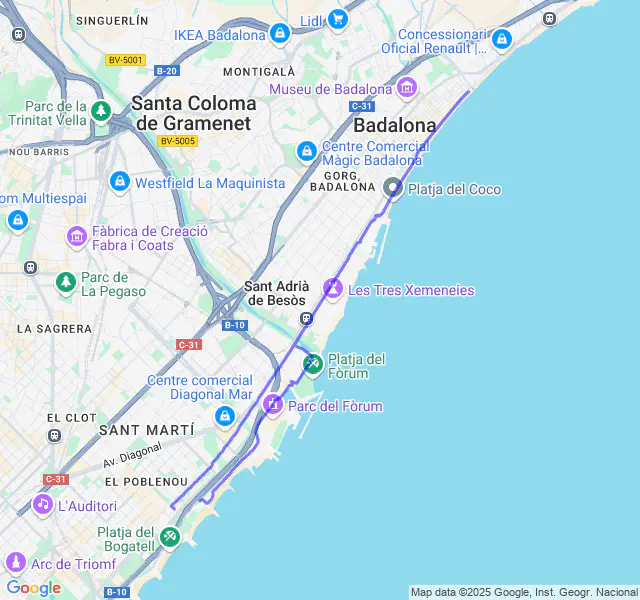 SINGUERLÍN
Lidl
Concessionari
Oficial Renault |...
IKEA Badalona
BV-5001
B-20
MONTIGALÀ
Museu de Badalona
Parc de la
Trinitat Vella
Santa Coloma
de Gramenet
C-31
Badalona
BV-5005
NOU BARRIS
Centre Comercial
Màgic Badalona
GORG,
BADALONA
Westfield La Maquinista
Platja del Coco
om Multiespai
Fàbrica de Creació
Fabra i Coats
Parc de
La Pegaso
Sant Adrià
de Besòs
Les Tres Xemeneies
LA SAGRERA
B-10
C-31
Platja del
Fòrum
Centre comercial
Diagonal Mar
Parc del Fòrum
EL CLOT
SANT MARTÍ
Av. Diagonal
C-31
EL POBLENOU
L'Auditori
Platja del
Bogatell
Arc de Triomf
B-10
Google
Map data ©2025 Google, Inst. Geogr. Nacional